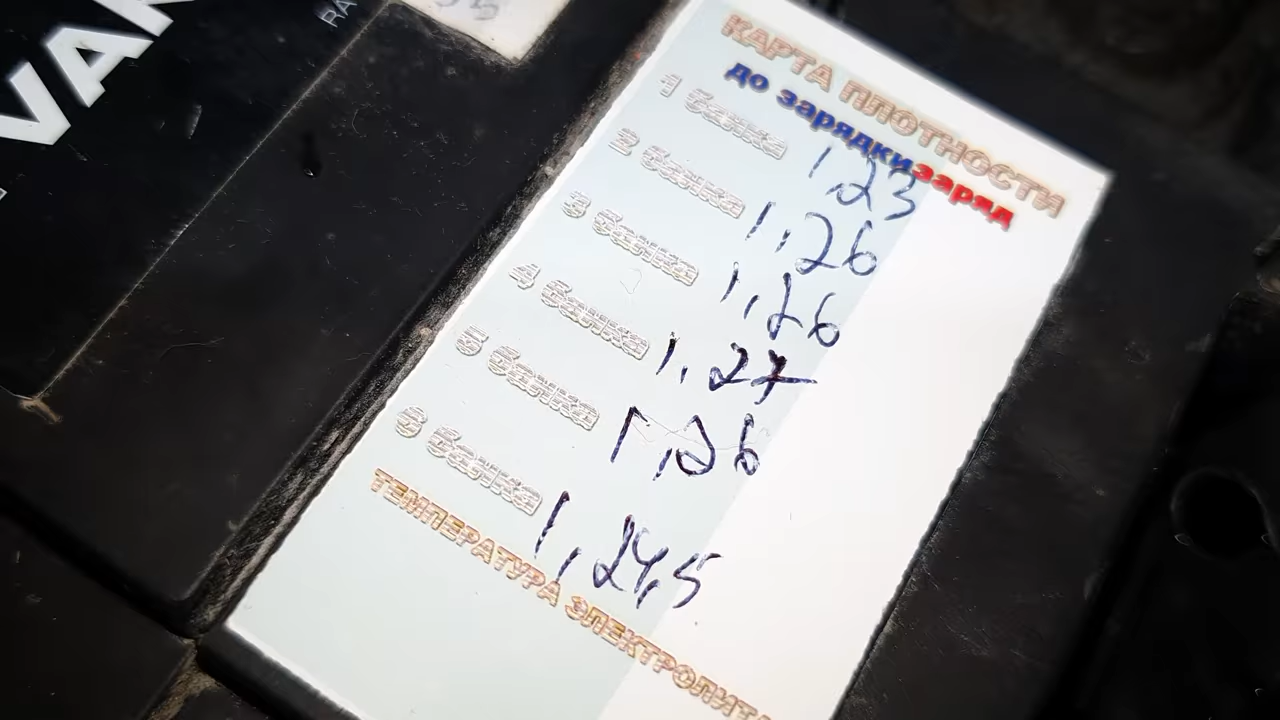 VAR
КАРТА ПЛОТНОСТИ
до зарядки заряд
1 банка 1,23
2 банка 1,26
3 банка 1,26
4 банка 1,27
5 банка 1,26
6 банка 1,24,5
ТЕМПЕРАТУРА ЭЛЕКТРОЛИТА